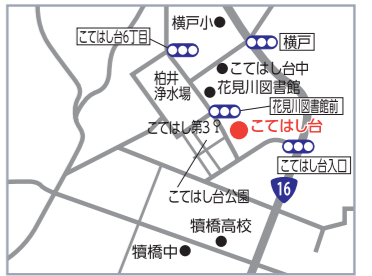 横戸小
こてはし台6丁目
横戸
こてはし台中
柏井
浄水場
花見川図書館
花見川図書館前
こてはし第3
こてはし台
こてはし台入口
こてはし台公園
16
犢橋高校
犢橋中